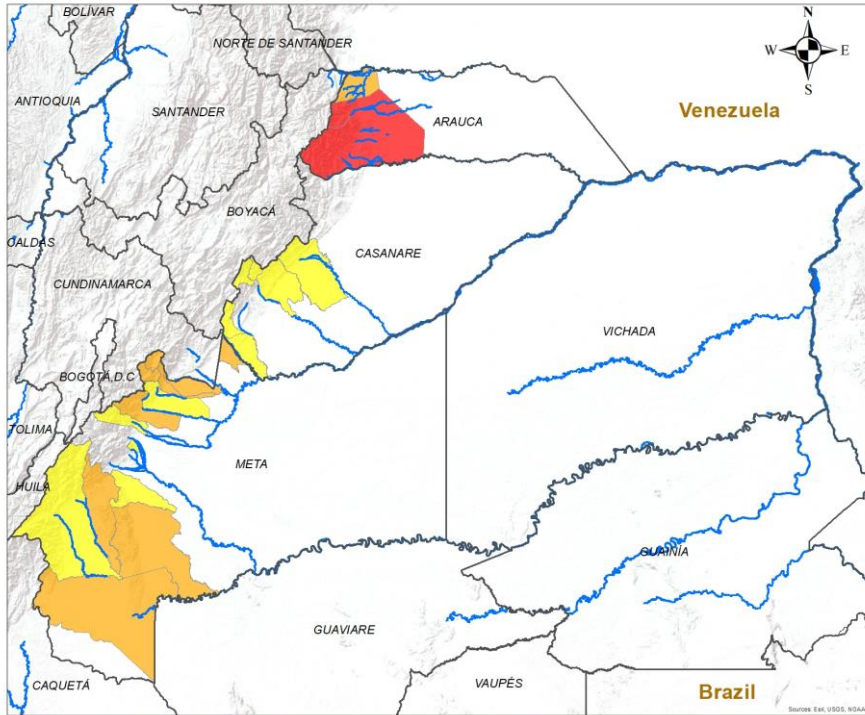 BOLÍVAR
N
NORTE DE SANTANDER
W E
S
ANTIOQUIA
SANTANDER
Venezuela
ARAUCA
BOYACÁ
CALDAS
CASANARE
CUNDINAMARCA
VICHADA
BOGOTÁ, D.C
TOLIMA
META
HUILA
GUAINÍA
GUAVIARE
CAQUETÁ
VAUPÉS
Brazil
Sources: Esri, USGS, NOAA